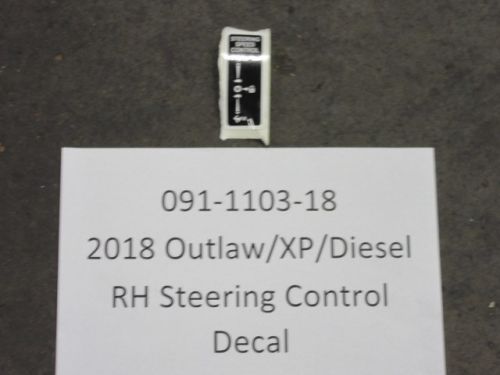 STEERING
SPEED
CONTROL
091-1103-18
2018 Outlaw/XP/Diesel
RH Steering Control
Decal